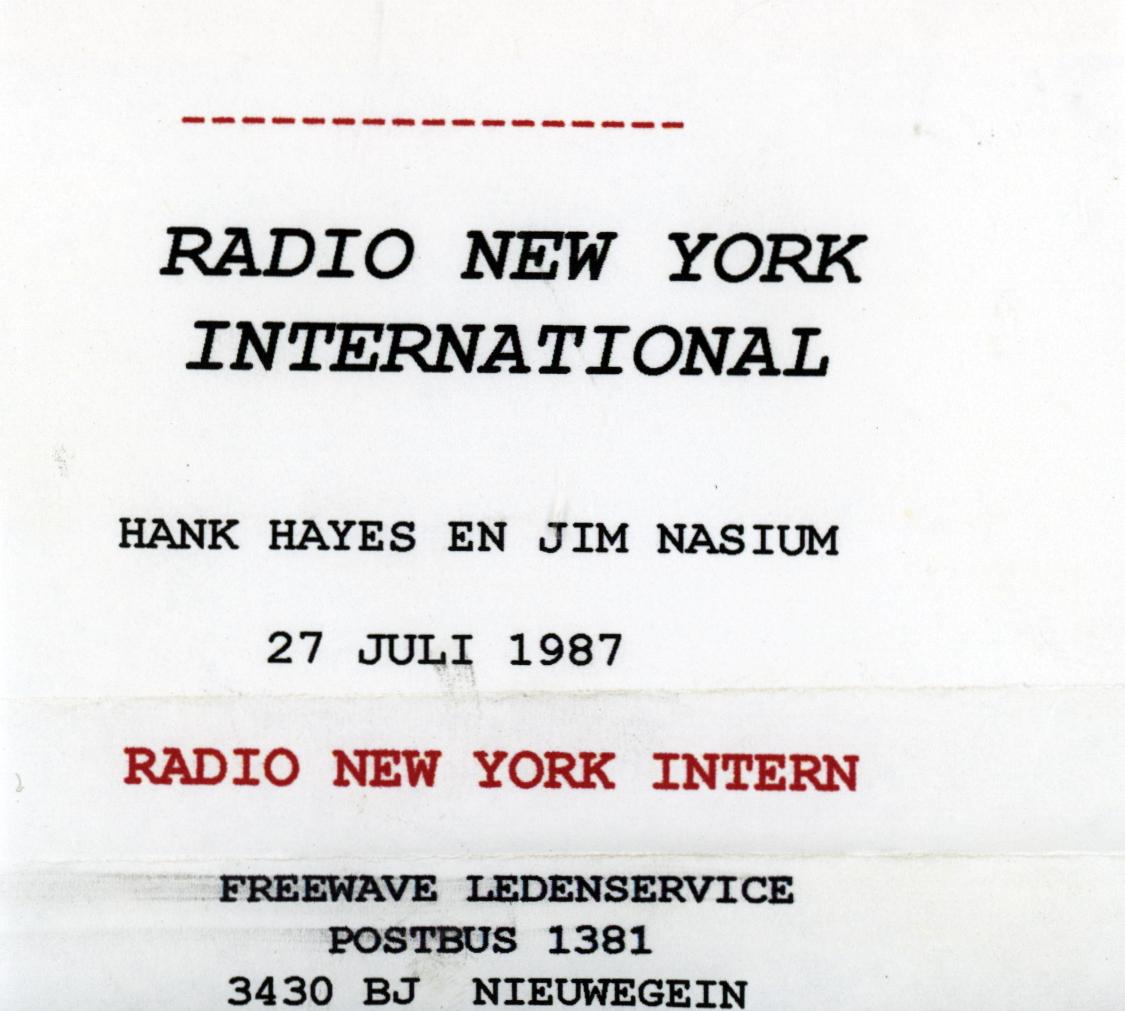 RADIO NEW YORK
INTERNATIONAL
HANK HAYES EN JIM NASIUM
27 JULI 1987
RADIO NEW YORK INTERN
FREEWAVE LEDENSERVICE
POSTBUS 1381
3430 BJ NIEUWEGEIN